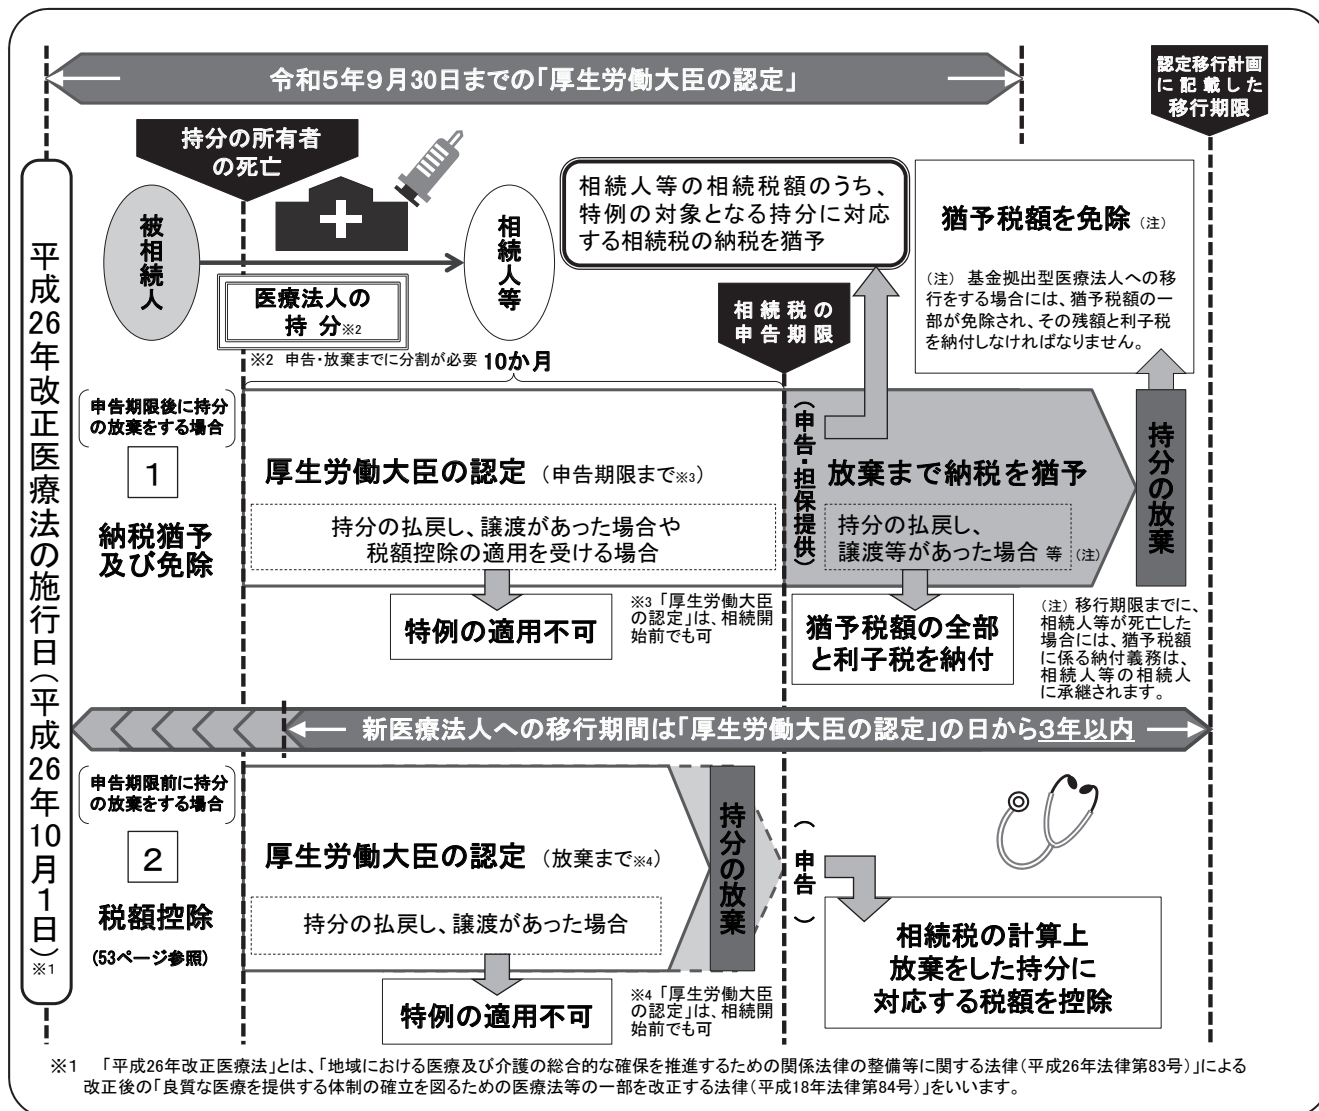 令和5年9月30日までの「厚生労働大臣の認定」
認定移行計画
に記載した
移行期限
持分の所有者
の死亡
平成26年改正医療法の施行日（平成26年10月1日）※1
被相続人
相続人等
医療法人の
持 分※2
※2 申告・放棄までに分割が必要
10か月
相続人等の相続税額のうち、
特例の対象となる持分に対応
する相続税の納税を猶予
猶予税額を免除（注）
（注） 基金拠出型医療法人への移
行をする場合には、猶予税額の一
部が免除され、その残額と利子税
を納付しなければなりません。
相続税の
申告期限
申告期限後に持分
の放棄をする場合
1
納税猶予
及び免除
厚生労働大臣の認定（申告期限まで※3）
持分の払戻し、譲渡があった場合や
税額控除の適用を受ける場合
特例の適用不可
※3 「厚生労働大臣
の認定」は、相続開
始前でも可
（申告・担保提供）
放棄まで納税を猶予
持分の払戻し、
譲渡等があった場合 等（注）
猶予税額の全部
と利子税を納付
持分の放棄
（注） 移行期限までに、
相続人等が死亡した
場合には、猶予税額
に係る納付義務は、
相続人等の相続人
に承継されます。
新医療法人への移行期間は「厚生労働大臣の認定」の日から3年以内
申告期限前に持分
の放棄をする場合
2
税額控除
(53ページ参照)
厚生労働大臣の認定（放棄まで※4）
持分の払戻し、譲渡があった場合
特例の適用不可
※4 「厚生労働大臣
の認定」は、相続開
始前でも可
持分の放棄
（申告）
相続税の計算上
放棄をした持分に
対応する税額を控除
※1 「平成26年改正医療法」とは、「地域における医療及び介護の総合的な確保を推進するための関係法律の整備等に関する法律（平成26年法律第83号）」による
改正後の「良質な医療を提供する体制の確立を図るための医療法等の一部を改正する法律（平成18年法律第84号）」をいいます。